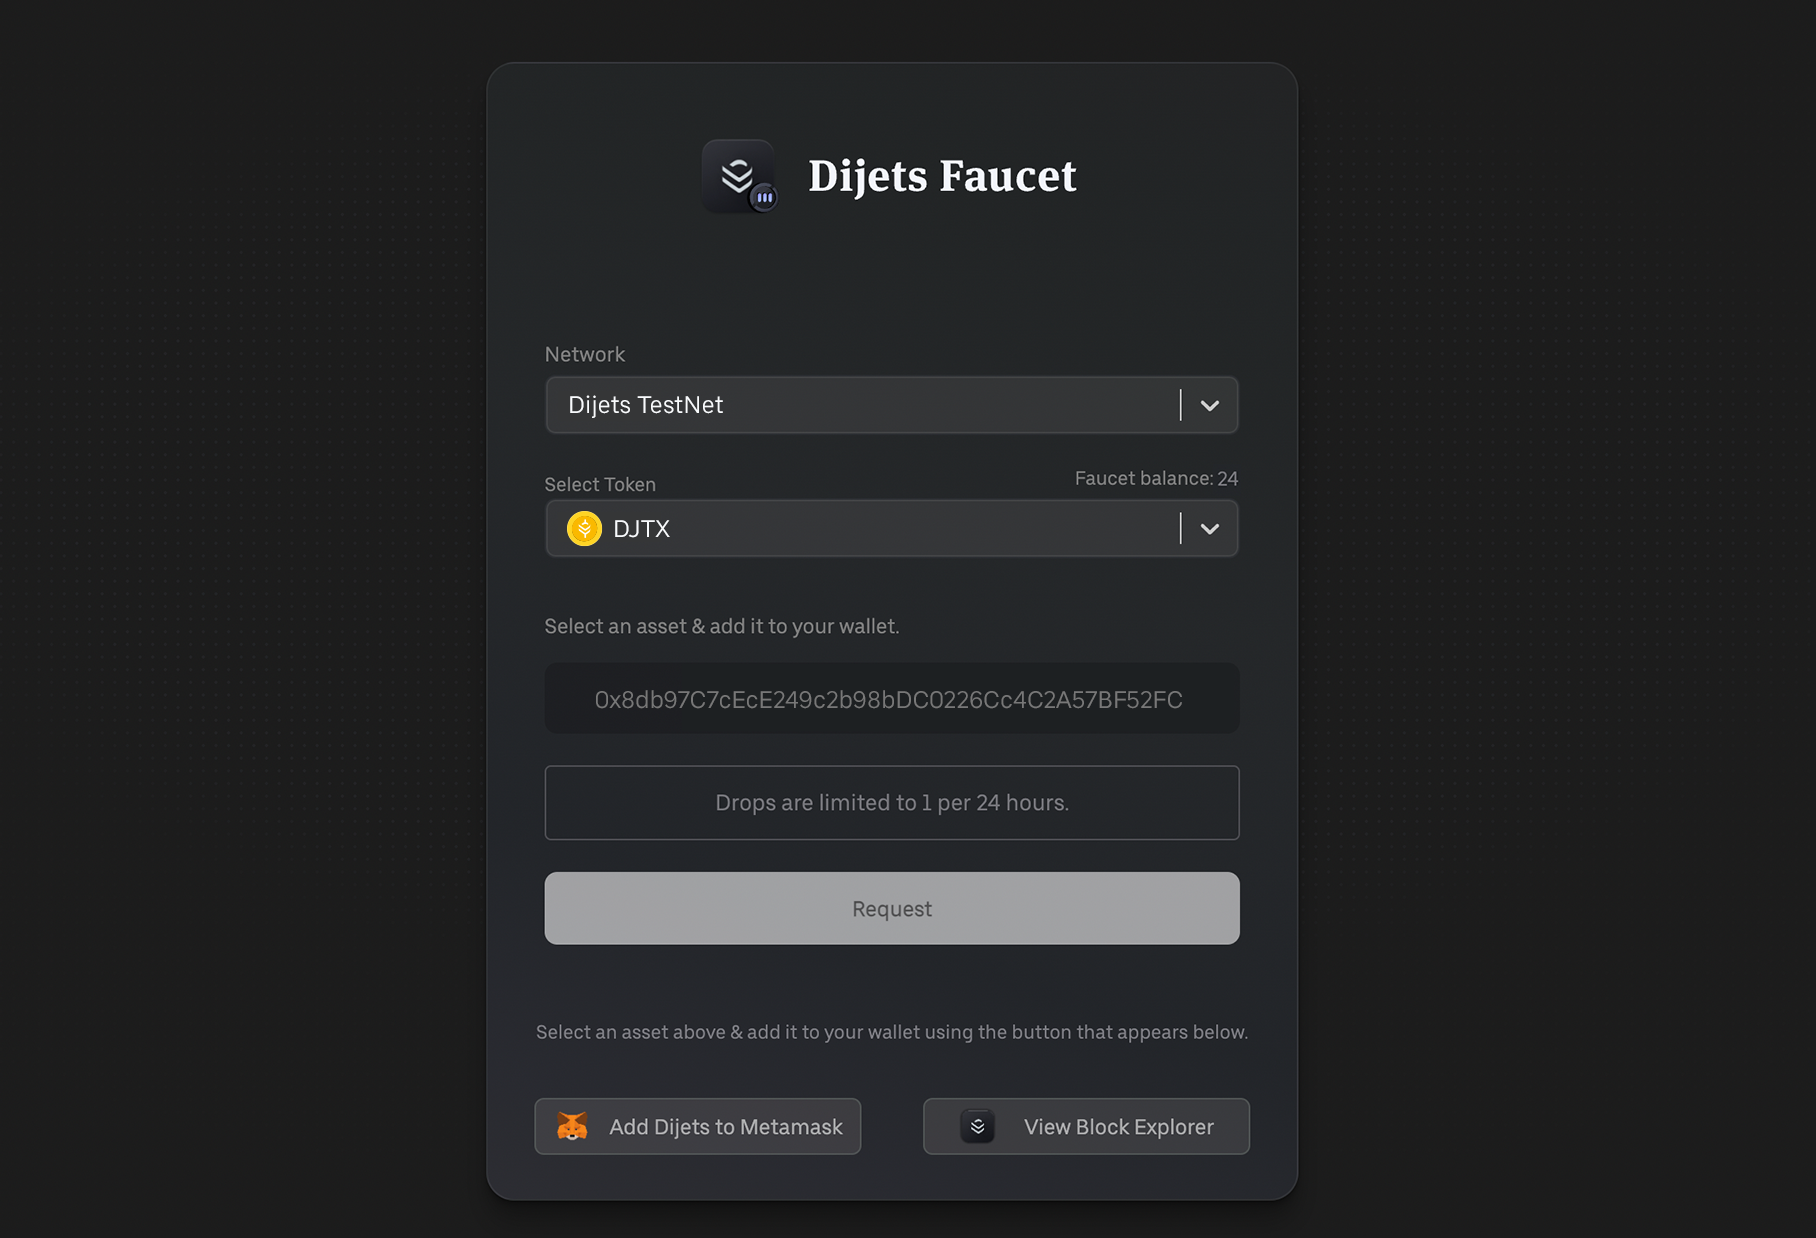 Dijets Faucet
Network
Dijets TestNet
Select Token
Faucet balance: 24
DJTX
Select an asset & add it to your wallet.
0x8db97C7cEcE249c2b98bDC0226Cc4C2A57BF52FC
Drops are limited to 1 per 24 hours.
Request
Select an asset above & add it to your wallet using the button that appears below.
Add Dijets to Metamask
View Block Explorer